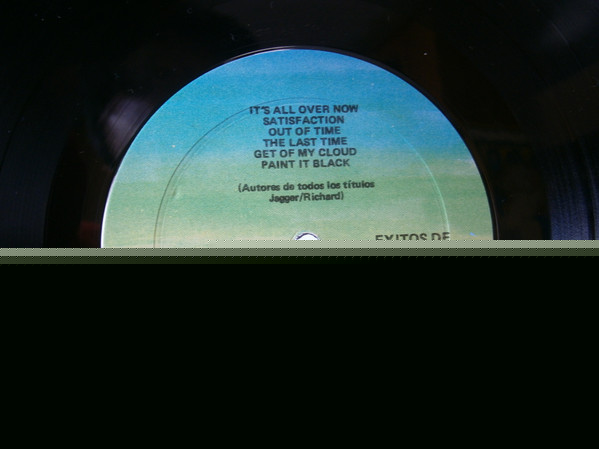 IT'S ALL OVER NOW
SATISFACTION
OUT OF TIME
THE LAST TIME
GET OF MY CLOUD
PAINT IT BLACK
(Autores de todos los títulos
Jagger/Richard)
EXITOS DE